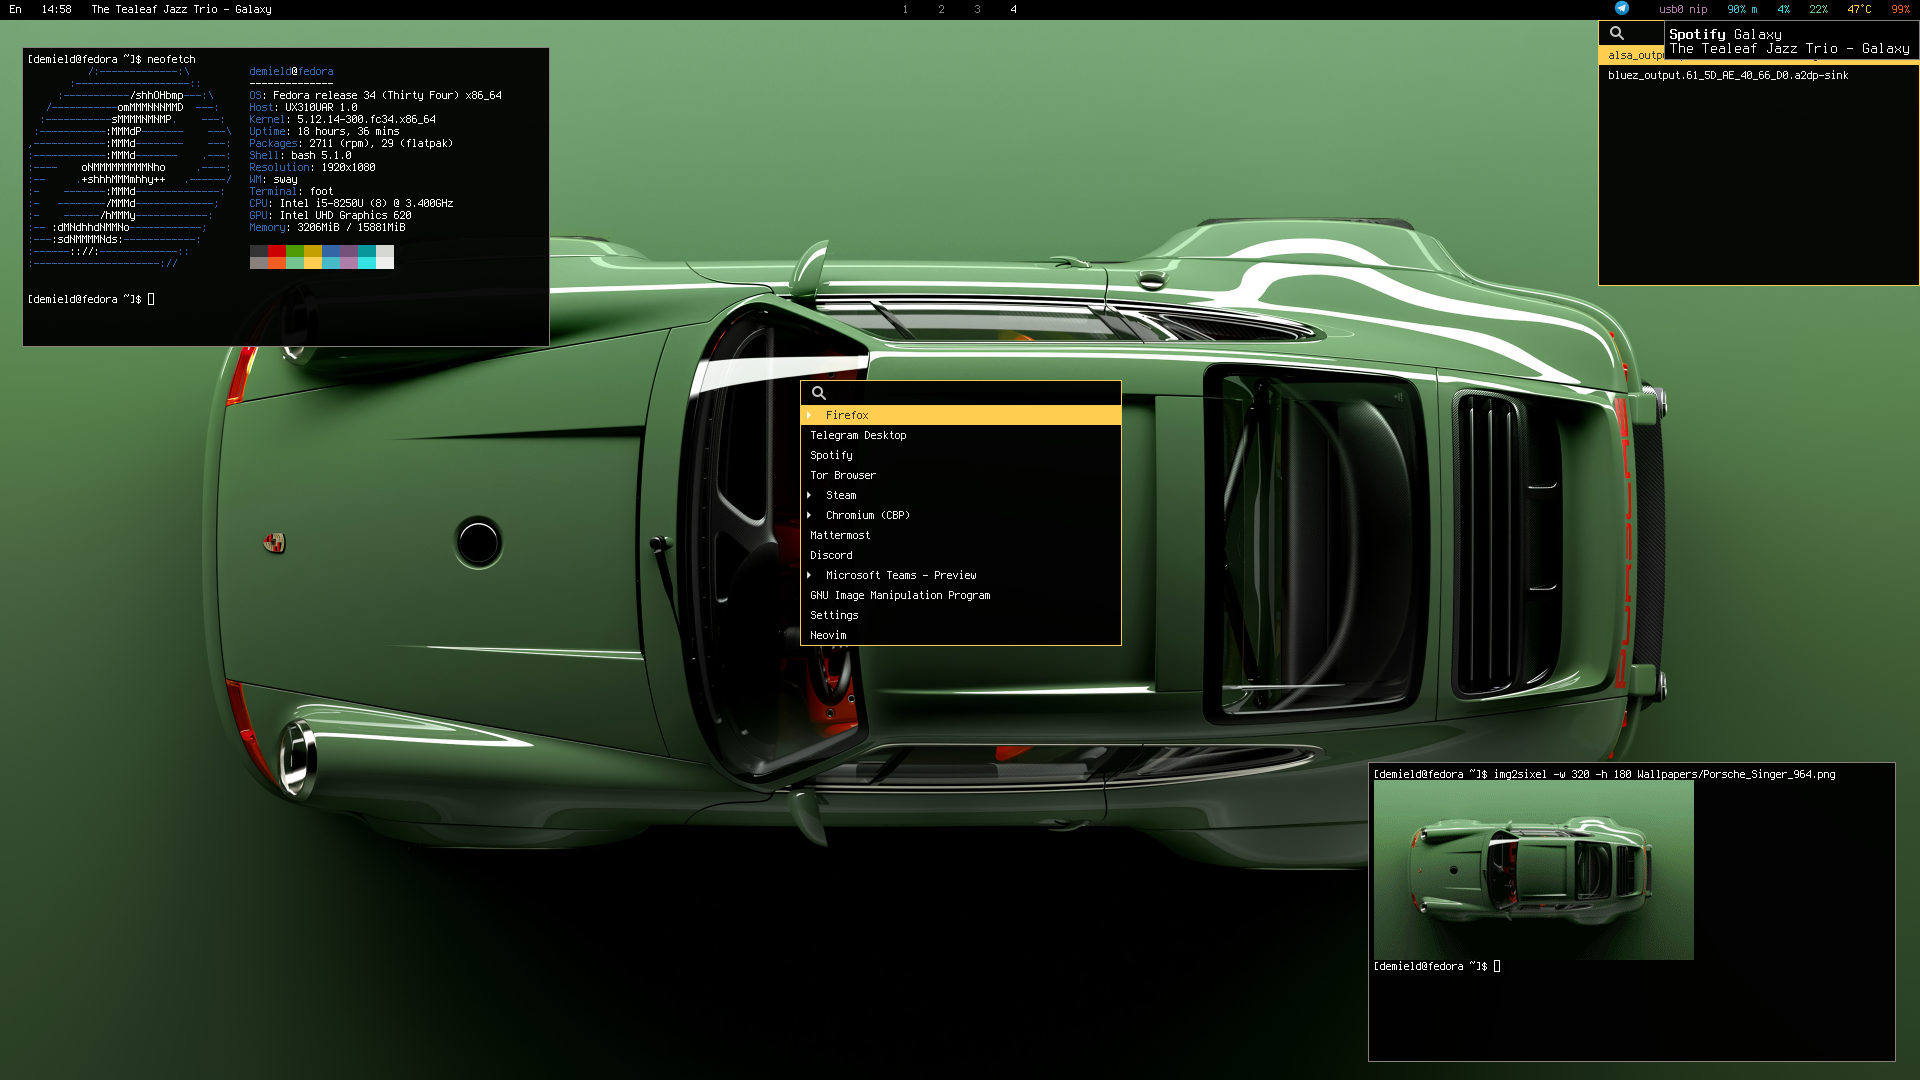 En 14:58 The Tealeaf Jazz Trio - Galaxy 1 2 3 4 usb0 nip 90% m 4% 22% 47°C 99%
[demield@fedora ~]$ neofetch
demield@fedora
--------------
OS: Fedora release 34 (Thirty Four) x86_64
Host: UX310UAR 1.0
Kernel: 5.12.14-300.fc34.x86_64
Uptime: 18 hours, 36 mins
Packages: 2711 (rpm), 29 (flatpak)
Shell: bash 5.1.0
Resolution: 1920x1080
WM: sway
Terminal: foot
CPU: Intel i5-8250U (8) @ 3.400GHz
GPU: Intel UHD Graphics 620
Memory: 3206MiB / 15881MiB
[demield@fedora ~]$
Spotify Galaxy
The Tealeaf Jazz Trio - Galaxy
bluez_output.61_5D_AE_40_66_D0.a2dp-sink
Firefox
Telegram Desktop
Spotify
Tor Browser
Steam
Chromium (CBP)
Mattermost
Discord
Microsoft Teams - Preview
GNU Image Manipulation Program
Settings
Neovim
[demield@fedora ~]$ img2sixel -w 320 -h 180 Wallpapers/Porsche_Singer_964.png
[demield@fedora ~]$